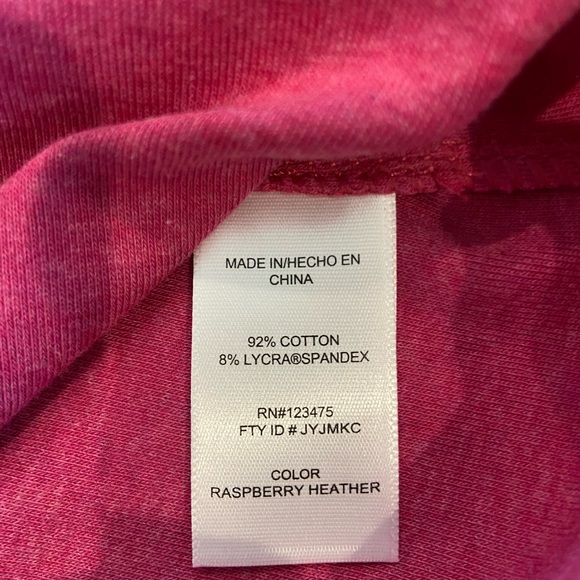 MADE IN/HECHO EN
CHINA
92% COTTON
8% LYCRA®SPANDEX
RN#123475
FTY ID # JYJMKC
COLOR
RASPBERRY HEATHER